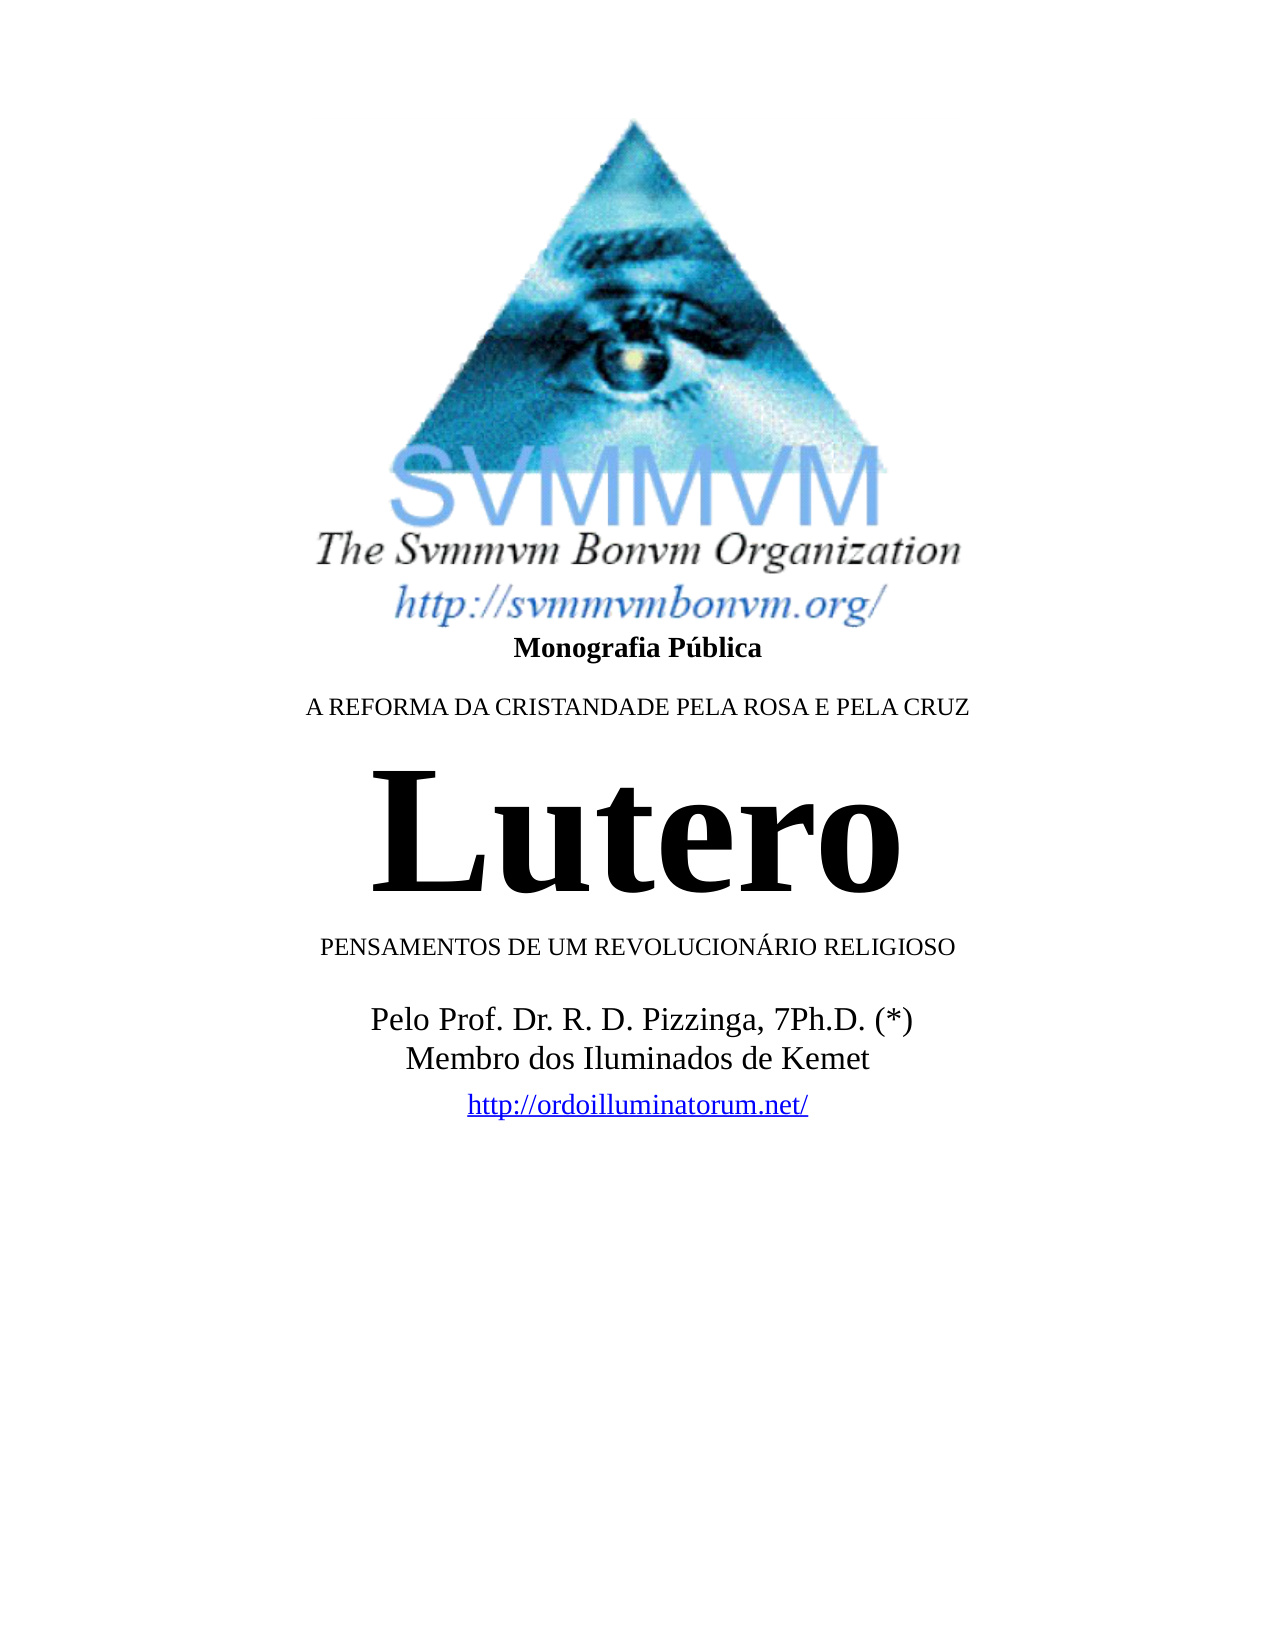 SVMMVM
The Svmmvm Bonvm Organization
http://svmmvmbonvm.org/
Monografia Pública
A REFORMA DA CRISTANDADE PELA ROSA E PELA CRUZ
Lutero
PENSAMENTOS DE UM REVOLUCIONÁRIO RELIGIOSO
Pelo Prof. Dr. R. D. Pizzinga, 7Ph.D. (*)
Membro dos Iluminados de Kemet
http://ordoilluminatorum.net/